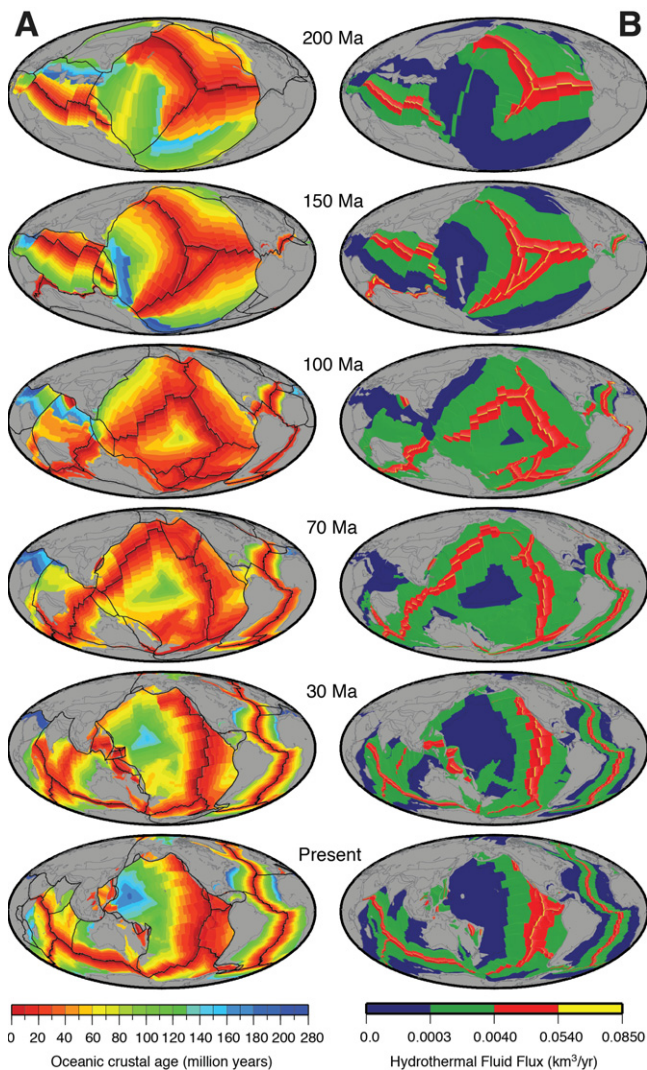 A
B
200 Ma
150 Ma
100 Ma
70 Ma
30 Ma
Present
0 20 40 60 80 100 120 140 160 180 200 240 280
Oceanic crustal age (million years)
0.0 0.0003 0.0040 0.0540 0.0850
Hydrothermal Fluid Flux (km³/yr)